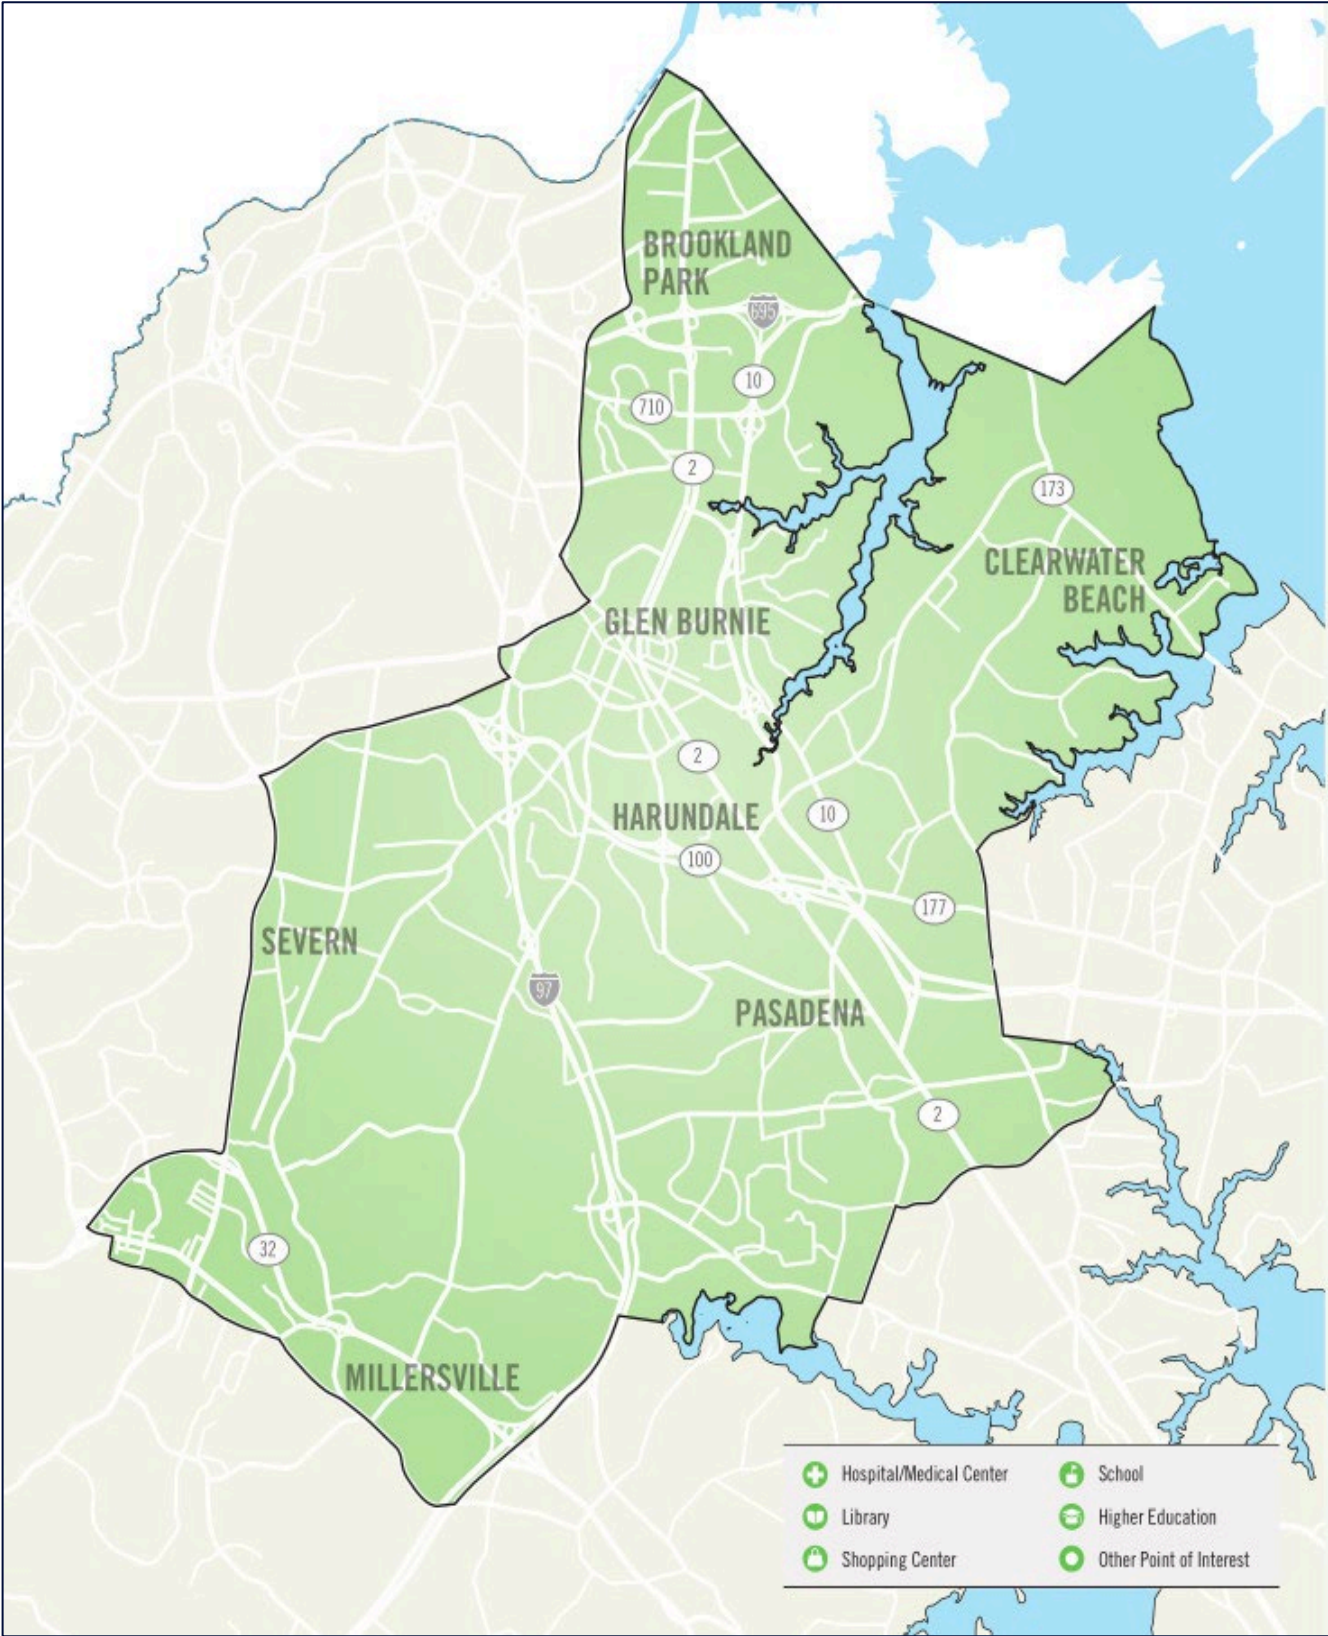 BROOKLAND
PARK
695
10
710
2
173
CLEARWATER
BEACH
GLEN BURNIE
2
HARUNDALE
10
100
177
SEVERN
97
PASADENA
2
32
MILLERSVILLE
Hospital/Medical Center
School
Library
Higher Education
Shopping Center
Other Point of Interest